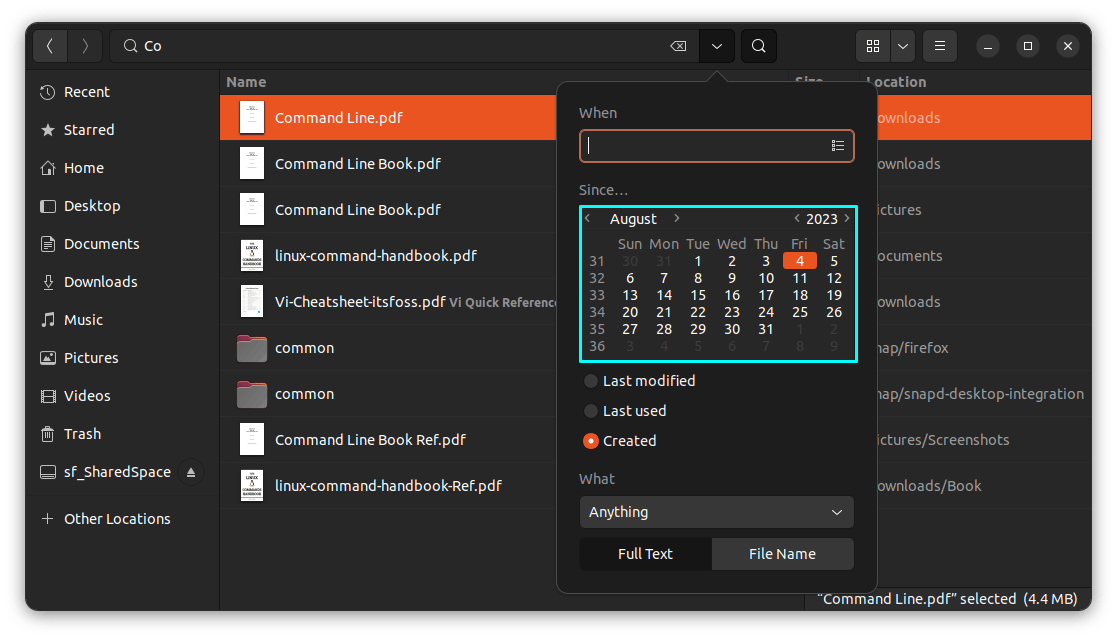 Co
Recent
Starred
Home
Desktop
Documents
Downloads
Music
Pictures
Videos
Trash
sf_SharedSpace
Other Locations
Name Size Location
Command Line.pdf ownloads
Command Line Book.pdf ownloads
Command Line Book.pdf ictures
linux-command-handbook.pdf ocuments
Vi-Cheatsheet-itsfoss.pdf Vi Quick Reference ownloads
common nap/firefox
common nap/snapd-desktop-integration
Command Line Book Ref.pdf ictures/Screenshots
linux-command-handbook-Ref.pdf ownloads/Book
When
Since...
August 2023
Sun Mon Tue Wed Thu Fri Sat
31 30 31 1 2 3 4 5
32 6 7 8 9 10 11 12
33 13 14 15 16 17 18 19
34 20 21 22 23 24 25 26
35 27 28 29 30 31 1 2
36 3 4 5 6 7 8 9
Last modified
Last used
Created
What
Anything
Full Text File Name
“Command Line.pdf” selected (4.4 MB)